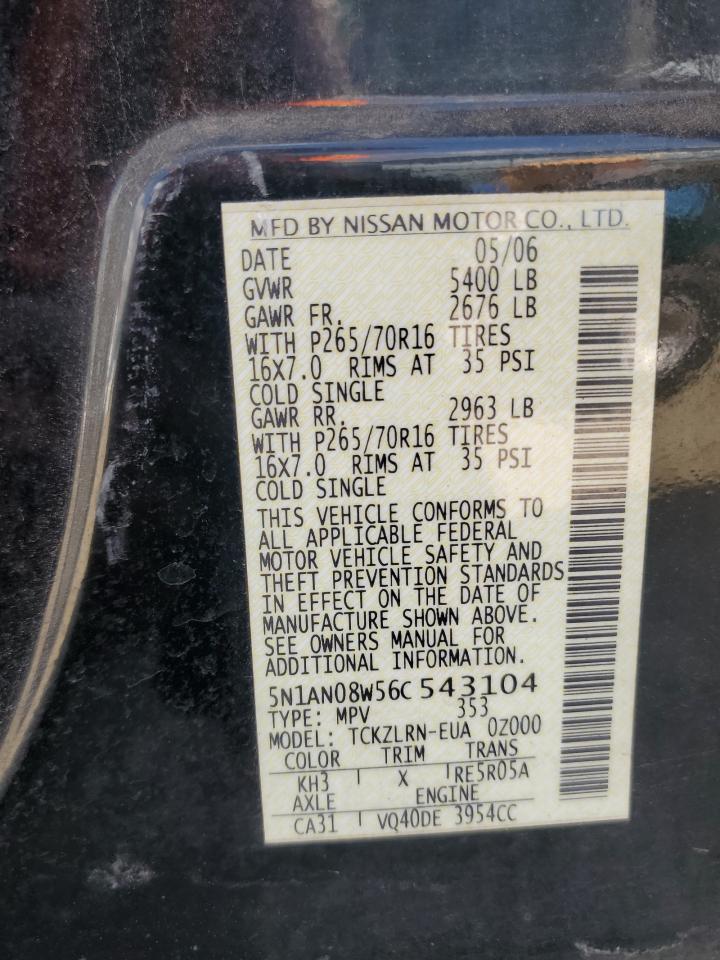 MFD BY NISSAN MOTOR CO., LTD.
DATE 05/06
GVWR 5400 LB
GAWR FR. 2676 LB
WITH P265/70R16 TIRES
16X7.0 RIMS AT 35 PSI
COLD SINGLE
GAWR RR. 2963 LB
WITH P265/70R16 TIRES
16X7.0 RIMS AT 35 PSI
COLD SINGLE
THIS VEHICLE CONFORMS TO
ALL APPLICABLE FEDERAL
MOTOR VEHICLE SAFETY AND
THEFT PREVENTION STANDARDS
IN EFFECT ON THE DATE OF
MANUFACTURE SHOWN ABOVE.
SEE OWNERS MANUAL FOR
ADDITIONAL INFORMATION.
5N1AN08W56C 543104
TYPE: MPV 353
MODEL: TCKZLRN-EUA 0Z000
COLOR TRIM TRANS
KH3 X RE5R05A
AXLE ENGINE
CA31 VQ40DE 3954CC